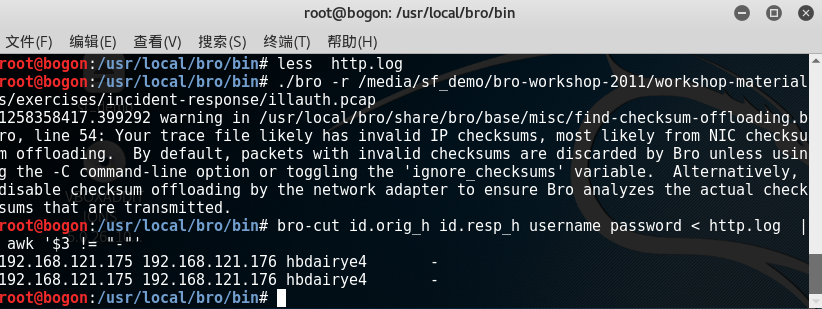 root@bogon: /usr/local/bro/bin
文件(F) 编辑(E) 查看(V) 搜索(S) 终端(T) 帮助(H)
root@bogon:/usr/local/bro/bin# less  http.log
root@bogon:/usr/local/bro/bin# ./bro -r /media/sf_demo/bro-workshop-2011/workshop-material
s/exercises/incident-response/illauth.pcap
1258358417.399292 warning in /usr/local/bro/share/bro/base/misc/find-checksum-offloading.b
ro, line 54: Your trace file likely has invalid IP checksums, most likely from NIC checksu
m offloading.  By default, packets with invalid checksums are discarded by Bro unless usin
g the -C command-line option or toggling the 'ignore_checksums' variable.  Alternatively,
disable checksum offloading by the network adapter to ensure Bro analyzes the actual check
sums that are transmitted.
root@bogon:/usr/local/bro/bin# bro-cut id.orig_h id.resp_h username password < http.log  |
 awk '$3 != "-"'
192.168.121.175 192.168.121.176 hbdairye4       -
192.168.121.175 192.168.121.176 hbdairye4       -
root@bogon:/usr/local/bro/bin#